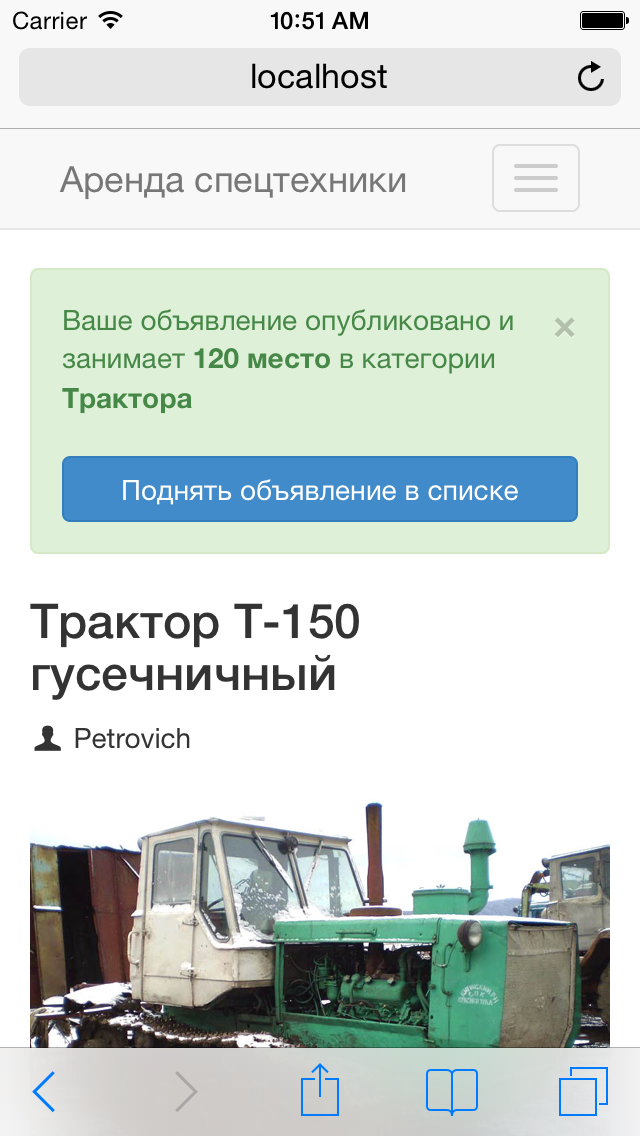 Carrier 10:51 AM
localhost
Аренда спецтехники
Ваше объявление опубликовано и
занимает 120 место в категории
Трактора
×
Поднять объявление в списке
Трактор Т-150
гусечничный
Petrovich